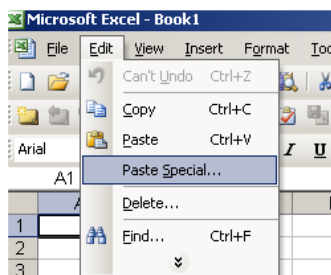 Microsoft Excel - Book1
File Edit View Insert Format Too
Can't Undo Ctrl+Z
Copy Ctrl+C
Paste Ctrl+V
Arial I U
Paste Special...
A1
Delete...
1
Find... Ctrl+F
2
3